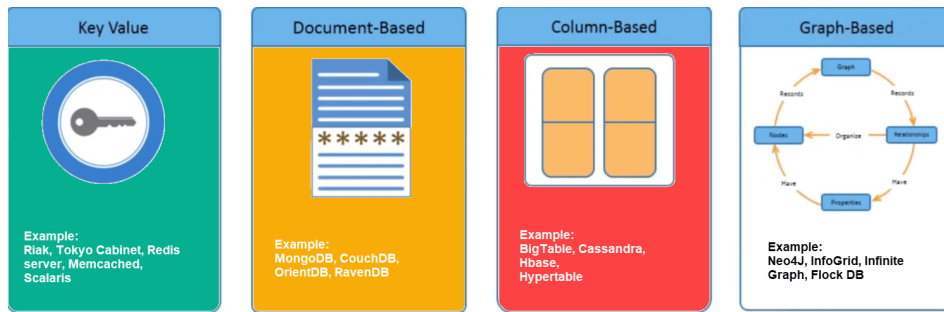 Key Value
Example:
Riak, Tokyo Cabinet, Redis
server, Memcached,
Scalaris
Document-Based
*****
Example:
MongoDB, CouchDB,
OrientDB, RavenDB
Column-Based
Example:
BigTable, Cassandra,
Hbase,
Hypertable
Graph-Based
Graph
Records
Records
Nodes
Organize
Relationships
Have
Have
Properties
Example:
Neo4J, InfoGrid, Infinite
Graph, Flock DB